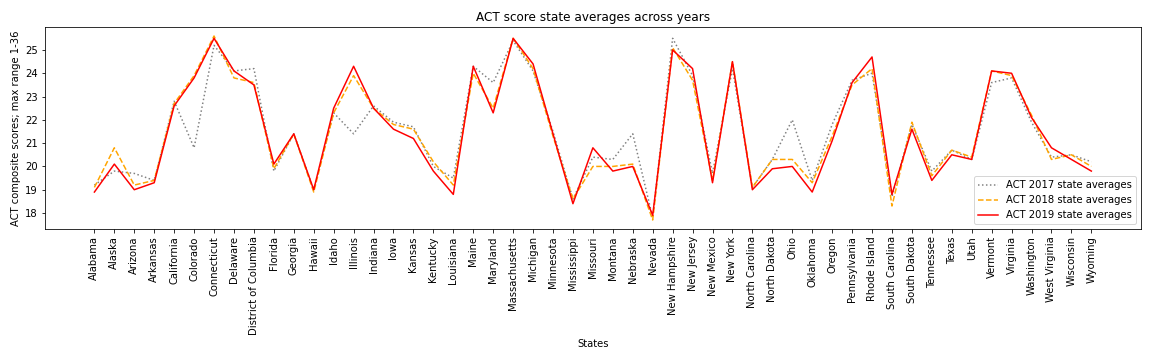 ACT score state averages across years
ACT composite scores; max range 1-36
25
24
23
22
21
20
19
18
ACT 2017 state averages
ACT 2018 state averages
ACT 2019 state averages
Alabama
Alaska
Arizona
Arkansas
California
Colorado
Connecticut
Delaware
District of Columbia
Florida
Georgia
Hawaii
Idaho
Illinois
Indiana
Iowa
Kansas
Kentucky
Louisiana
Maine
Maryland
Massachusetts
Michigan
Minnesota
Mississippi
Missouri
Montana
Nebraska
Nevada
New Hampshire
New Jersey
New Mexico
New York
North Carolina
North Dakota
Ohio
Oklahoma
Oregon
Pennsylvania
Rhode Island
South Carolina
South Dakota
Tennessee
Texas
Utah
Vermont
Virginia
Washington
West Virginia
Wisconsin
Wyoming
States